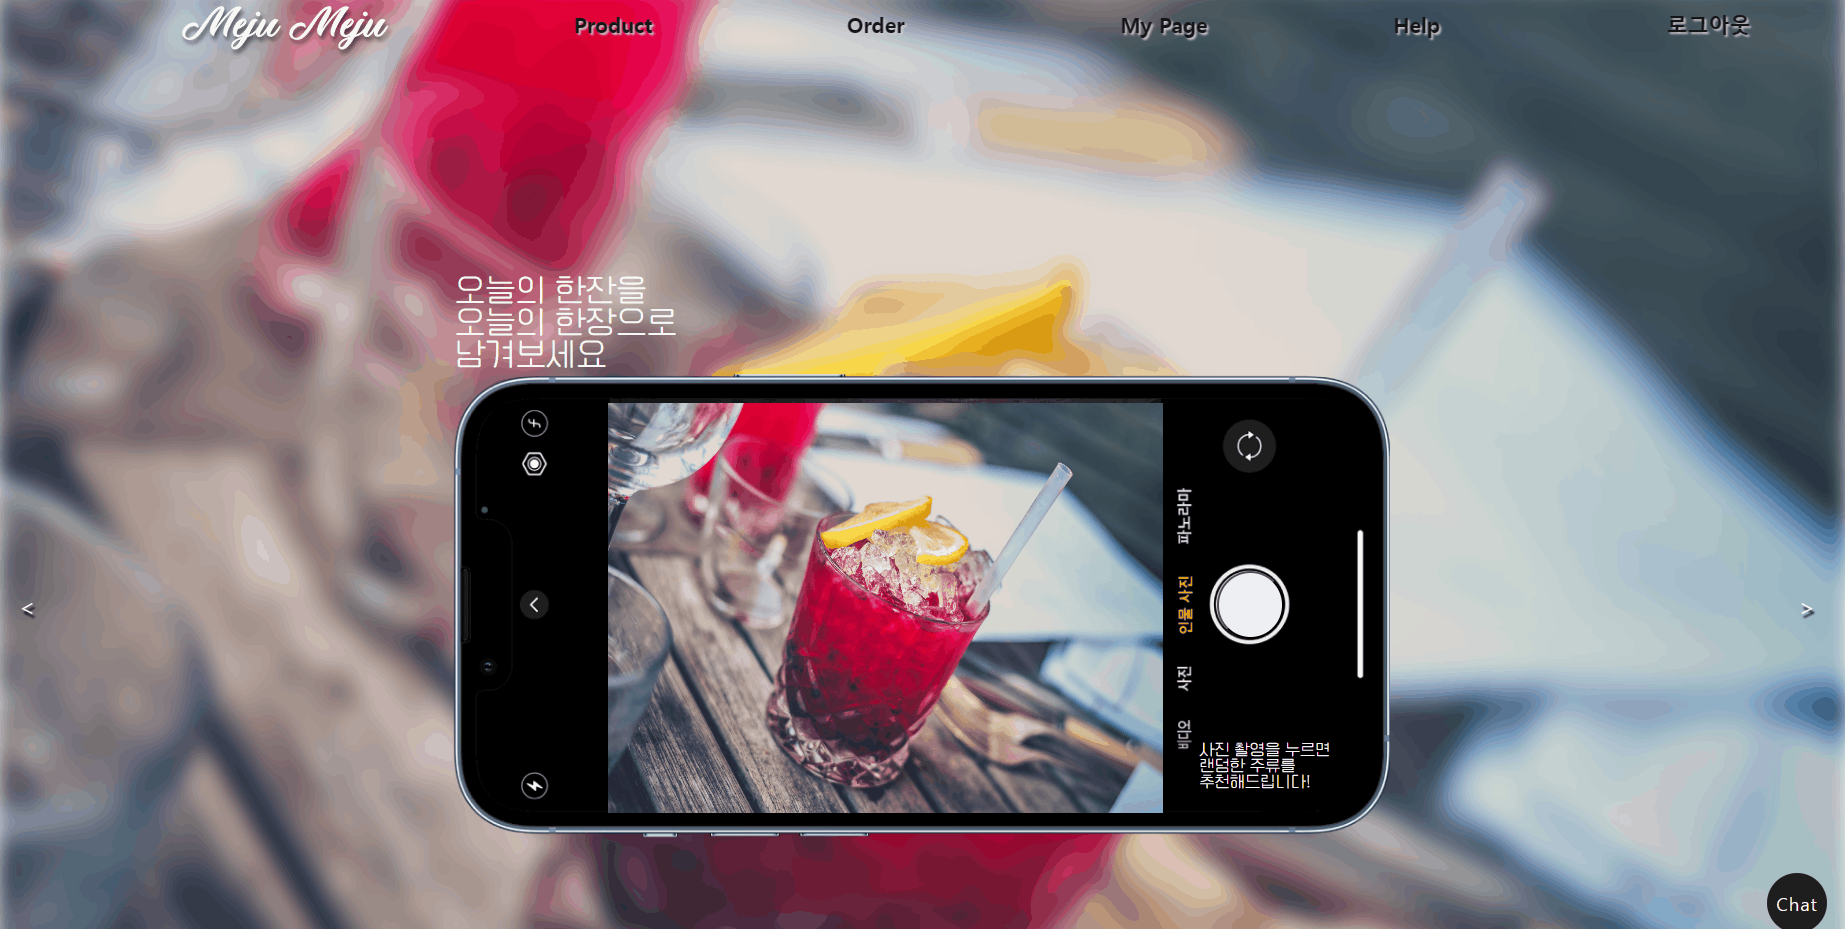 Meju Meju
Product
Order
My Page
Help
로그아웃
오늘의 한잔을
오늘의 한장으로
남겨보세요
파노라마
인물 사진
사진
비디오
사진 촬영을 누르면
랜덤한 주류를
추천해드립니다!
<
>
Chat